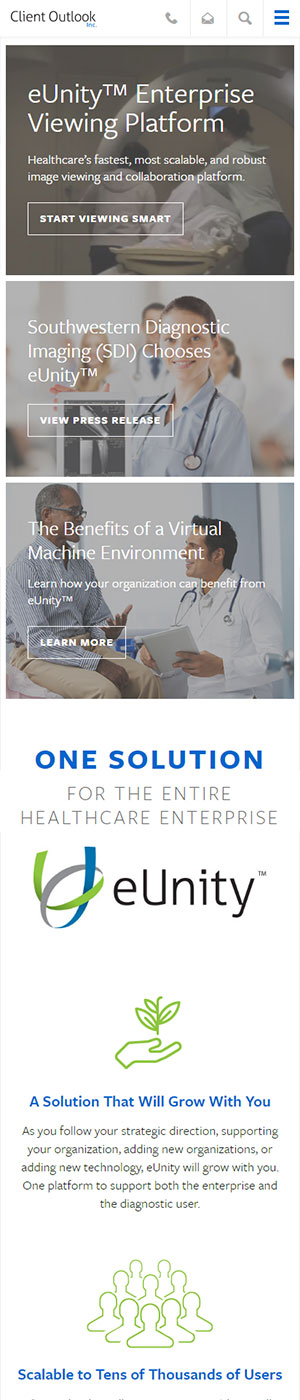 Client Outlook
Inc.
eUnity™ Enterprise
Viewing Platform
Healthcare’s fastest, most scalable, and robust
image viewing and collaboration platform.
START VIEWING SMART
Southwestern Diagnostic
Imaging (SDI) Chooses
eUnity™
VIEW PRESS RELEASE
The Benefits of a Virtual
Machine Environment
Learn how your organization can benefit from
eUnity™
LEARN MORE
ONE SOLUTION
FOR THE ENTIRE
HEALTHCARE ENTERPRISE
eUnity™
A Solution That Will Grow With You
As you follow your strategic direction, supporting
your organization, adding new organizations, or
adding new technology, eUnity will grow with you.
One platform to support both the enterprise and
the diagnostic user.
Scalable to Tens of Thousands of Users